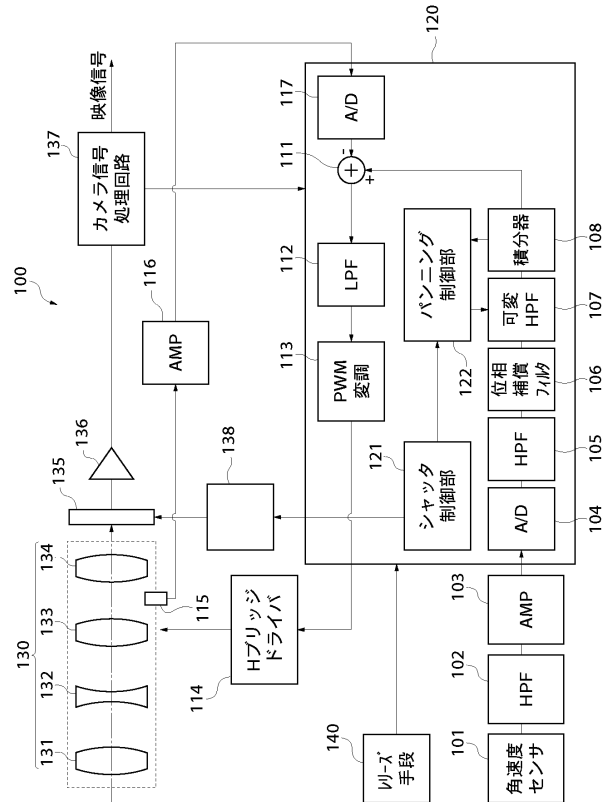 100
130
131
132
133
134
135
136
カメラ信号
処理回路
137
映像信号
115
AMP
116
138
Hブリッジ
ドライバ
114
120
A/D
117
111
-
+
LPF
112
PWM
変調
113
パンニング
制御部
122
シャッタ
制御部
121
レリーズ
手段
140
角速度
センサ
101
HPF
102
AMP
103
A/D
104
HPF
105
位相
補償
フィルタ
106
可変
HPF
107
積分器
108